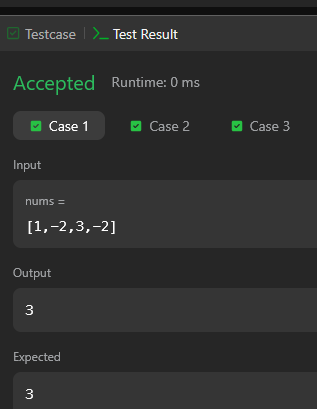 Testcase | Test Result
Accepted Runtime: 0 ms
Case 1 Case 2 Case 3
Input
nums =
[1,-2,3,-2]
Output
3
Expected
3